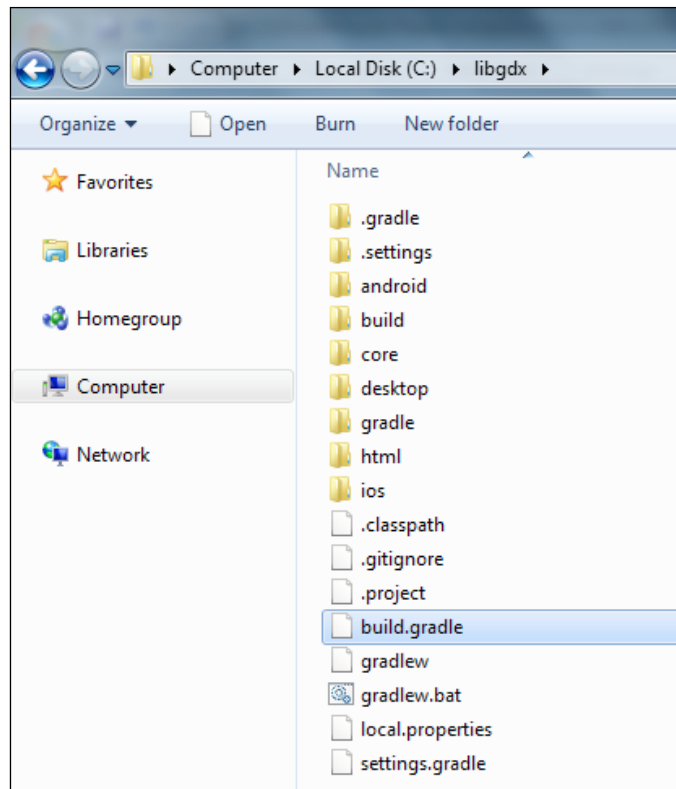 Computer Local Disk (C:) libgdx
Organize Open Burn New folder
Favorites
Libraries
Homegroup
Computer
Network
Name
.gradle
.settings
android
build
core
desktop
gradle
html
ios
.classpath
.gitignore
.project
build.gradle
gradlew
gradlew.bat
local.properties
settings.gradle